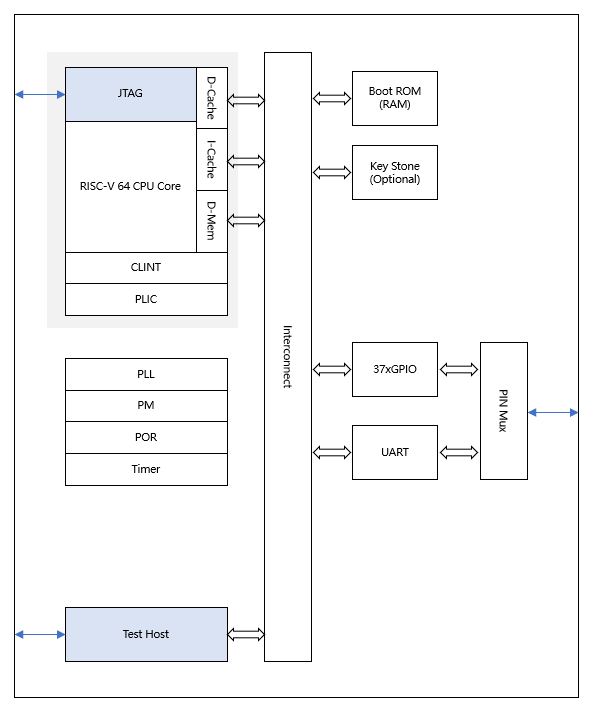 JTAG
D-Cache
RISC-V 64 CPU Core
I-Cache
D-Mem
CLINT
PLIC
PLL
PM
POR
Timer
Test Host
Interconnect
Boot ROM
(RAM)
Key Stone
(Optional)
37xGPIO
UART
PIN Mux